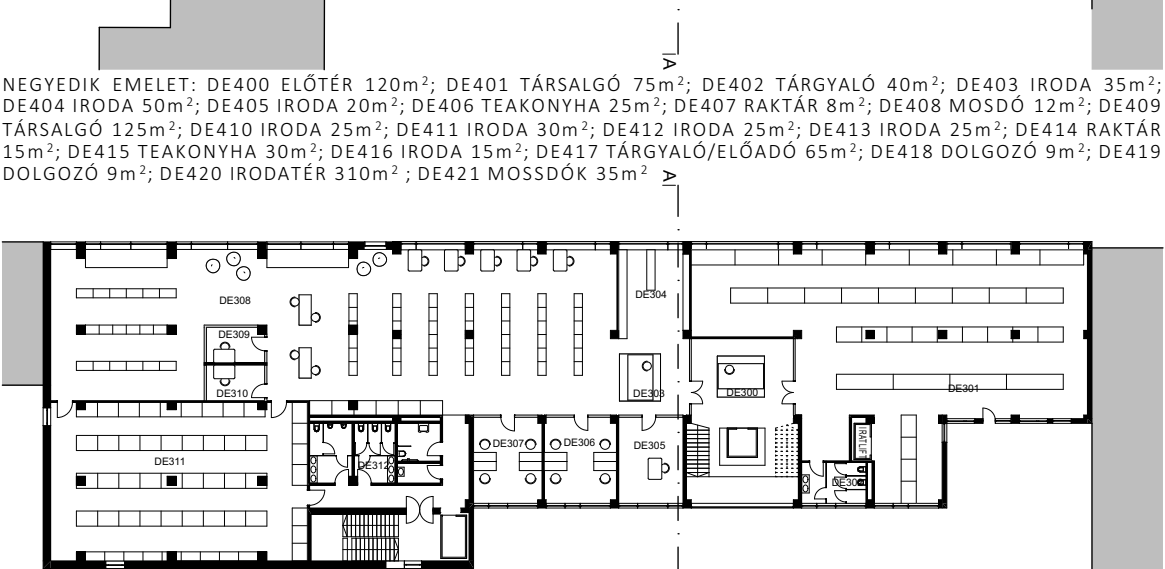 A
NEGYEDIK EMELET: DE400 ELŐTÉR 120m²; DE401 TÁRSALGÓ 75m²; DE402 TÁRGYALÓ 40m²; DE403 IRODA 35m²;
DE404 IRODA 50m²; DE405 IRODA 20m²; DE406 TEAKONYHA 25m²; DE407 RAKTÁR 8m²; DE408 MOSDÓ 12m²; DE409
TÁRSALGÓ 125m²; DE410 IRODA 25m²; DE411 IRODA 30m²; DE412 IRODA 25m²; DE413 IRODA 25m²; DE414 RAKTÁR
15m²; DE415 TEAKONYHA 30m²; DE416 IRODA 15m²; DE417 TÁRGYALÓ/ELŐADÓ 65m²; DE418 DOLGOZÓ 9m²; DE419
DOLGOZÓ 9m²; DE420 IRODATÉR 310m² ; DE421 MOSSDÓK 35m²
A
DE308
DE304
DE309
DE310
DE303
DE300
DE301
DE307
DE306
DE305
IRATLIFT
DE311
DE312